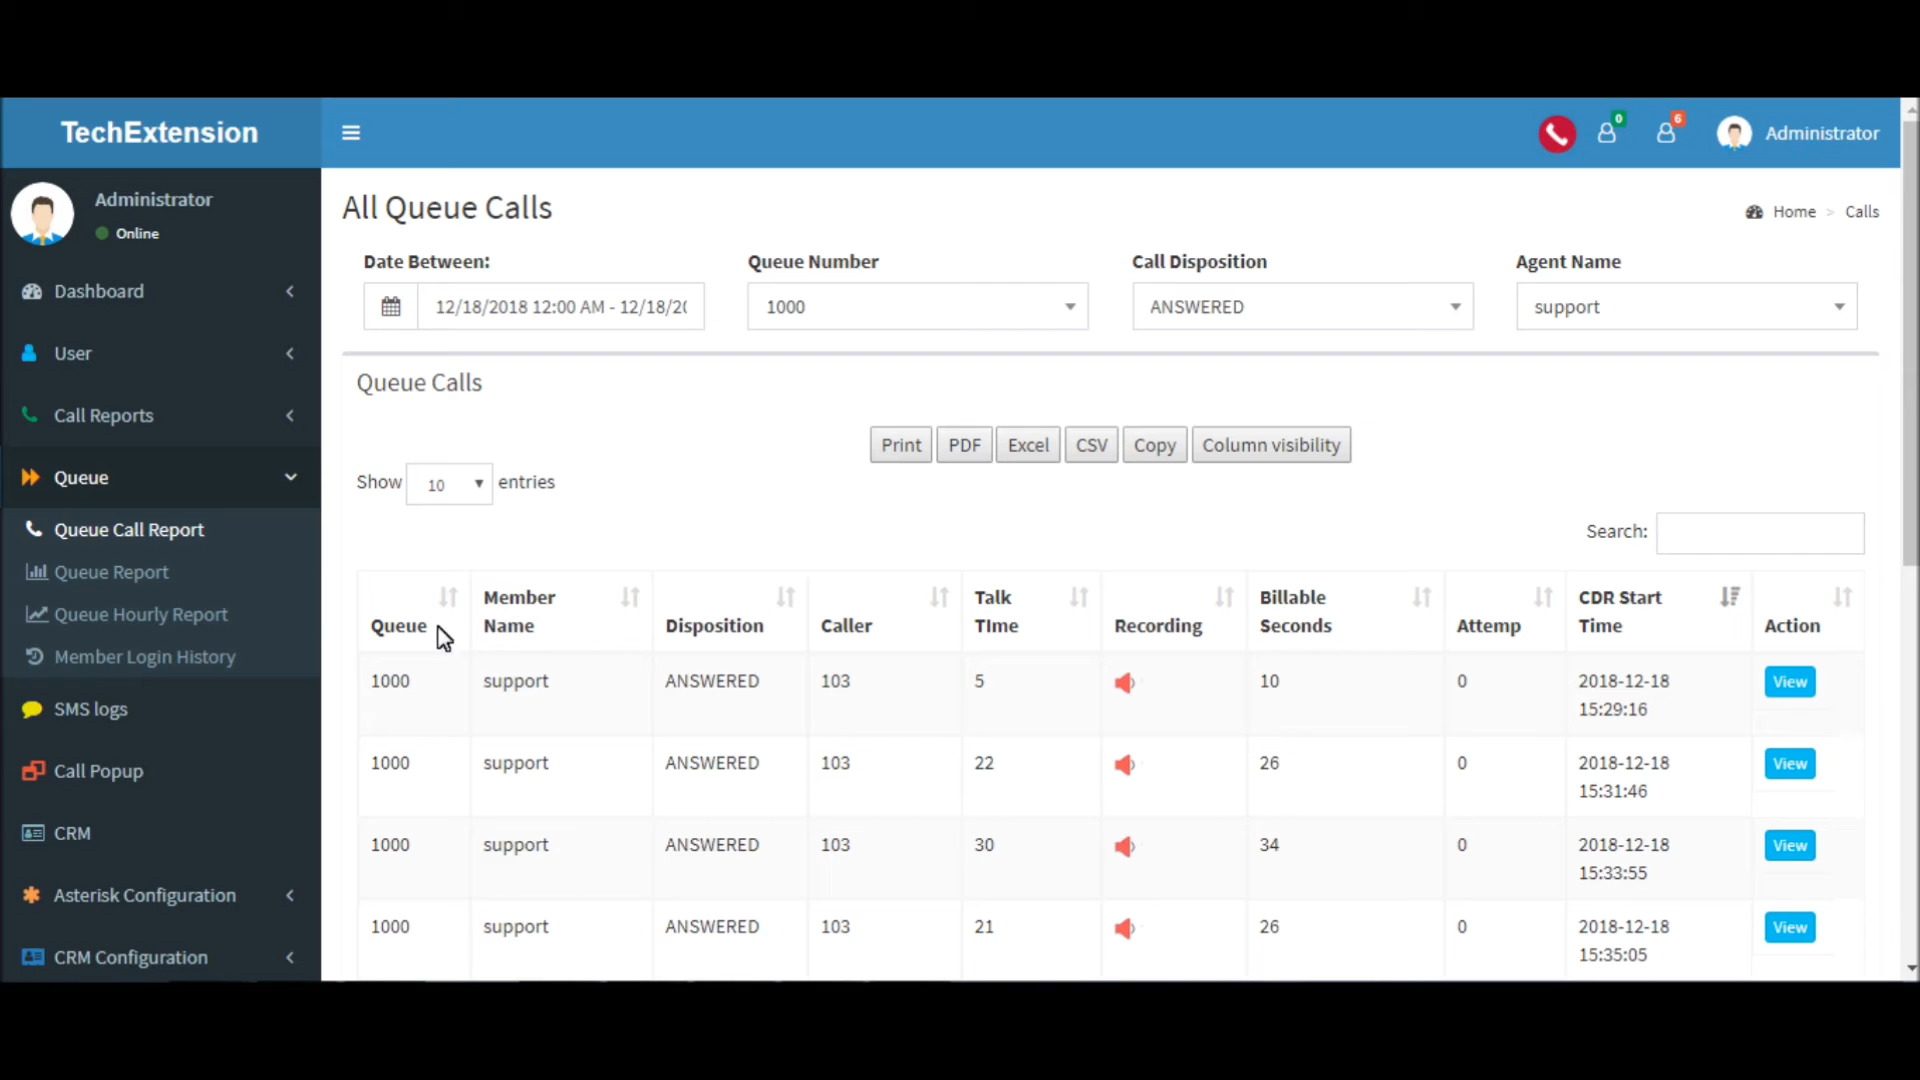 TechExtension
0
6
Administrator
Administrator
Online
Dashboard
User
Call Reports
Queue
Queue Call Report
Queue Report
Queue Hourly Report
Member Login History
SMS logs
Call Popup
CRM
Asterisk Configuration
CRM Configuration
All Queue Calls
Home > Calls
Date Between:
12/18/2018 12:00 AM - 12/18/20
Queue Number
1000
Call Disposition
ANSWERED
Agent Name
support
Queue Calls
Print PDF Excel CSV Copy Column visibility
Show 10 entries
Search:
Queue Member Name Disposition Caller Talk TIme Recording Billable Seconds Attemp CDR Start Time Action
1000 support ANSWERED 103 5 10 0 2018-12-18 View
15:29:16
1000 support ANSWERED 103 22 26 0 2018-12-18 View
15:31:46
1000 support ANSWERED 103 30 34 0 2018-12-18 View
15:33:55
1000 support ANSWERED 103 21 26 0 2018-12-18 View
15:35:05